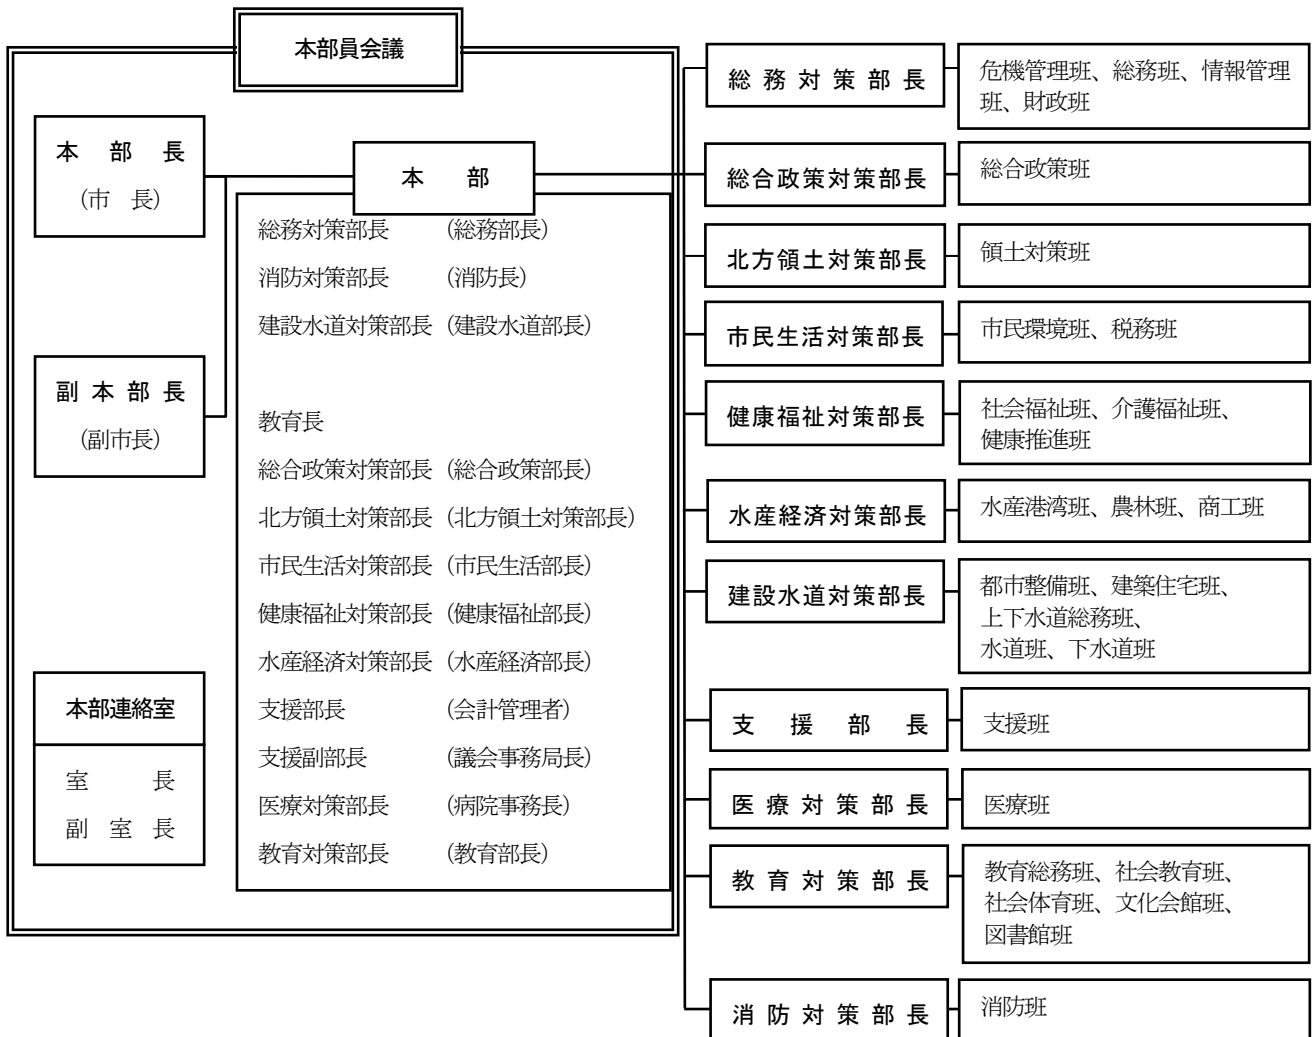 本部員会議
本 部 長
(市 長)
副 本 部 長
(副市長)
本部連絡室
室 長
副 室 長
本 部
総務対策部長 (総務部長)
消防対策部長 (消防長)
建設水道対策部長 (建設水道部長)
教育長
総合政策対策部長 (総合政策部長)
北方領土対策部長 (北方領土対策部長)
市民生活対策部長 (市民生活部長)
健康福祉対策部長 (健康福祉部長)
水産経済対策部長 (水産経済部長)
支援部長 (会計管理者)
支援副部長 (議会事務局長)
医療対策部長 (病院事務長)
教育対策部長 (教育部長)
総 務 対 策 部 長
危機管理班、総務班、情報管理
班、財政班
総合政策対策部長
総合政策班
北方領土対策部長
領土対策班
市民生活対策部長
市民環境班、税務班
健康福祉対策部長
社会福祉班、介護福祉班、
健康推進班
水産経済対策部長
水産港湾班、農林班、商工班
建設水道対策部長
都市整備班、建築住宅班、
上下水道総務班、
水道班、下水道班
支 援 部 長
支援班
医 療 対 策 部 長
医療班
教 育 対 策 部 長
教育総務班、社会教育班、
社会体育班、文化会館班、
図書館班
消 防 対 策 部 長
消防班